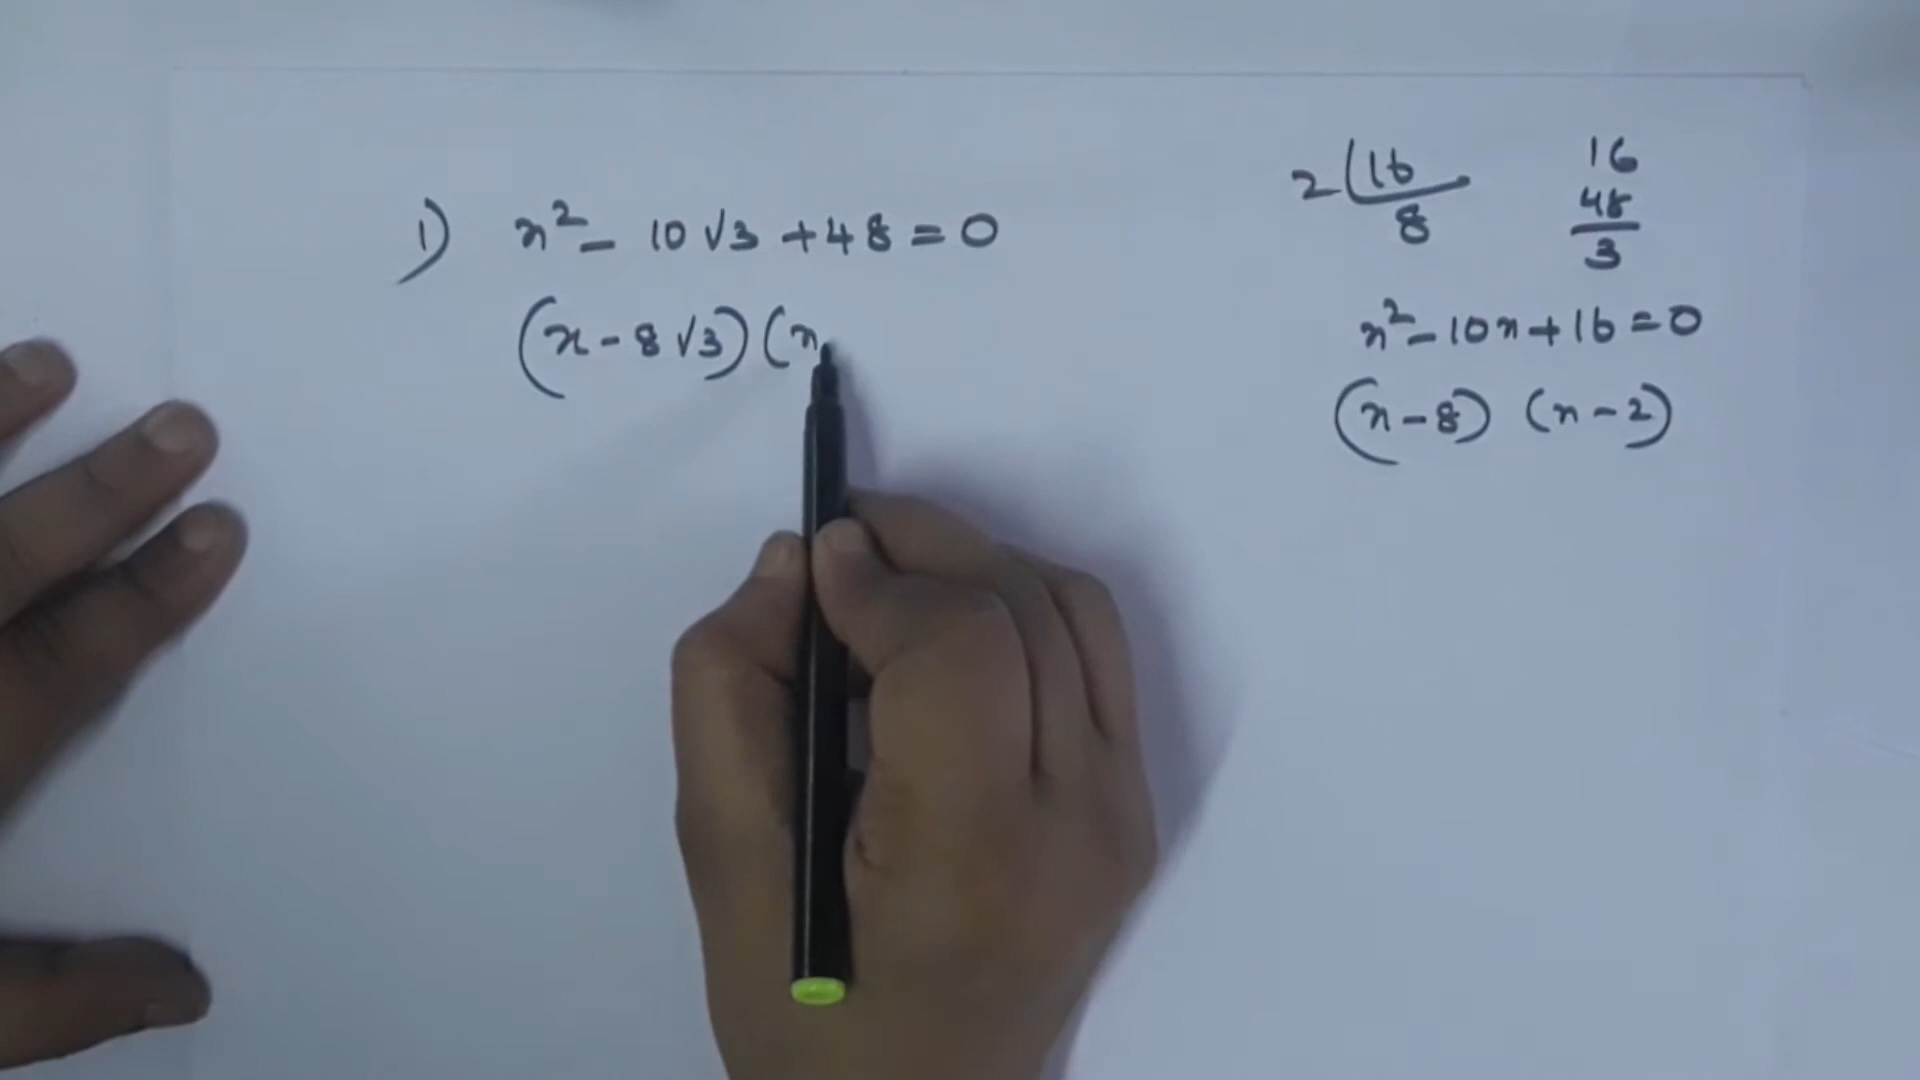 1) x² - 10√3 + 48 = 0
(x - 8√3) (x
2 16
8
16
48
3
x² - 10x + 16 = 0
(x - 8) (x - 2)